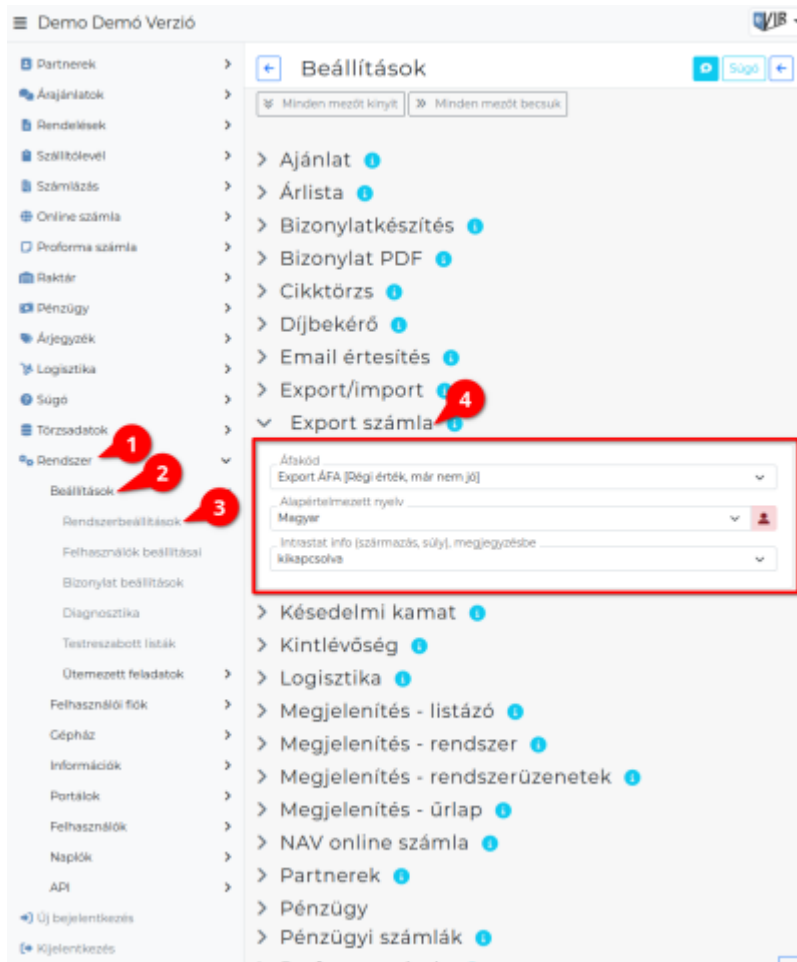 Demo Demó Verzió
VIR
Partnerek
Árajánlatok
Rendelések
Szállítólevél
Számlázás
Online számla
Proforma számla
Raktár
Pénzügy
Árjegyzék
Logisztika
Súgó
Törzsadatok
Rendszer
1
Beállítások
2
Rendszerbeállítások
3
Felhasználók beállításai
Bizonylat beállítások
Diagnosztika
Testreszabott listák
Ütemezett feladatok
Felhasználói fiók
Gépház
Információk
Portálok
Felhasználók
Naplók
API
Új bejelentkezés
Kijelentkezés
Beállítások
Súgó
Minden mezőt kinyit
Minden mezőt becsuk
Ajánlat
Árlista
Bizonylatkészítés
Bizonylat PDF
Cikktörzs
Díjbekérő
Email értesítés
Export/import
4
Export számla
Áfakód
Export ÁFA [Régi érték, már nem jó]
Alapértelmezett nyelv
Magyar
Intrastat info (származás, súly), megjegyzésbe
kikapcsolva
Késedelmi kamat
Kintlévőség
Logisztika
Megjelenítés - listázó
Megjelenítés - rendszer
Megjelenítés - rendszerüzenetek
Megjelenítés - űrlap
NAV online számla
Partnerek
Pénzügy
Pénzügyi számlák